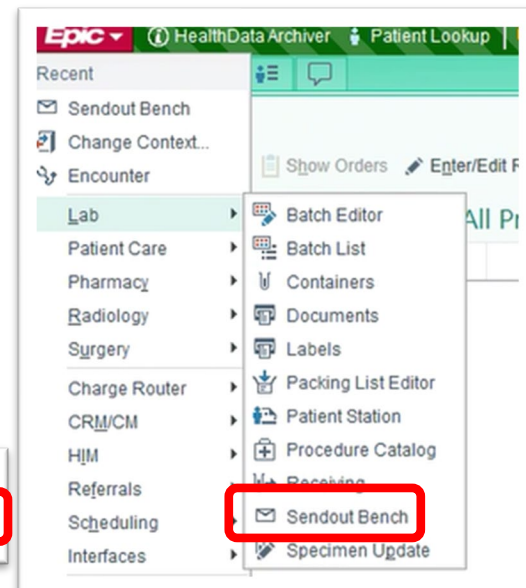 Epic HealthData Archiver Patient Lookup
Recent
Sendout Bench
Change Context...
Encounter
Show Orders Enter/Edit R
Lab
Patient Care
Pharmacy
Radiology
Surgery
Charge Router
CRM/CM
HIM
Referrals
Scheduling
Interfaces
All Pr
Batch Editor
Batch List
Containers
Documents
Labels
Packing List Editor
Patient Station
Procedure Catalog
Receiving
Sendout Bench
Specimen Update